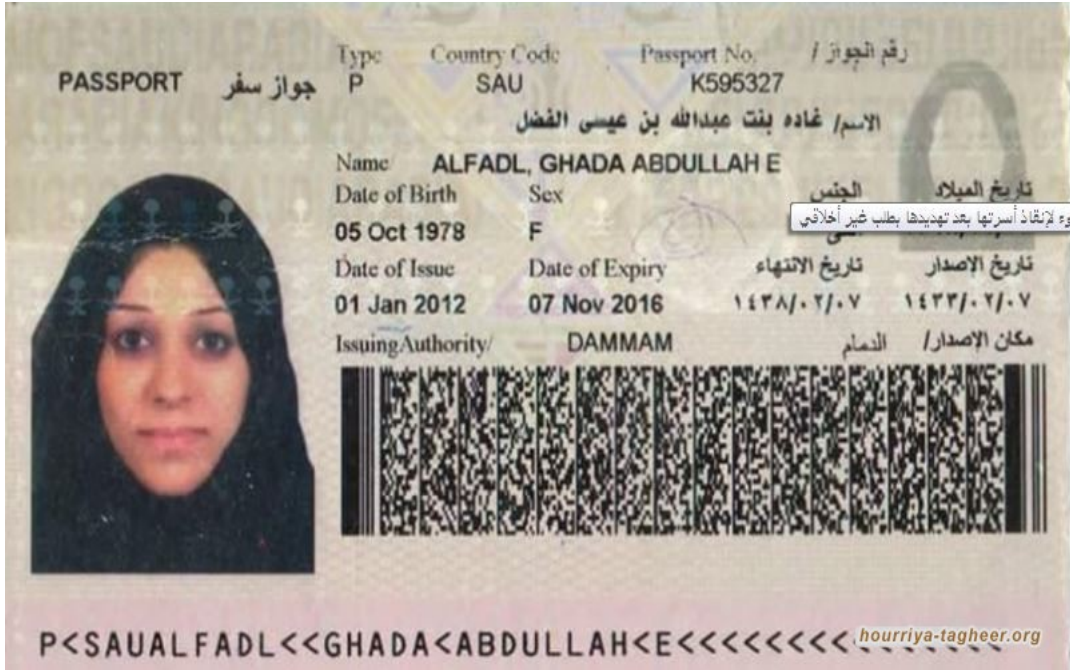 PASSPORT جواز سفر
Type Country Code Passport No. رقم الجواز /
P SAU K595327
الاسم/ غاده بنت عبدالله بن عيسى الفضل
Name ALFADL, GHADA ABDULLAH E
Date of Birth Sex الجنس تاريخ الميلاد
05 Oct 1978 F
لإنقاذ أسرتها بعد تهديدها بطلب غير أخلاقي
Date of Issue Date of Expiry تاريخ الانتهاء تاريخ الاصدار
01 Jan 2012 07 Nov 2016 ١٤٣٨/٠٢/٠٧ ١٤٣٣/٠٢/٠٧
IssuingAuthority/ DAMMAM الدمام مكان الإصدار/
P<SAUALFADL<<GHADA<ABDULLAH<E<<<<<<<<<
hourriya-tagheer.org